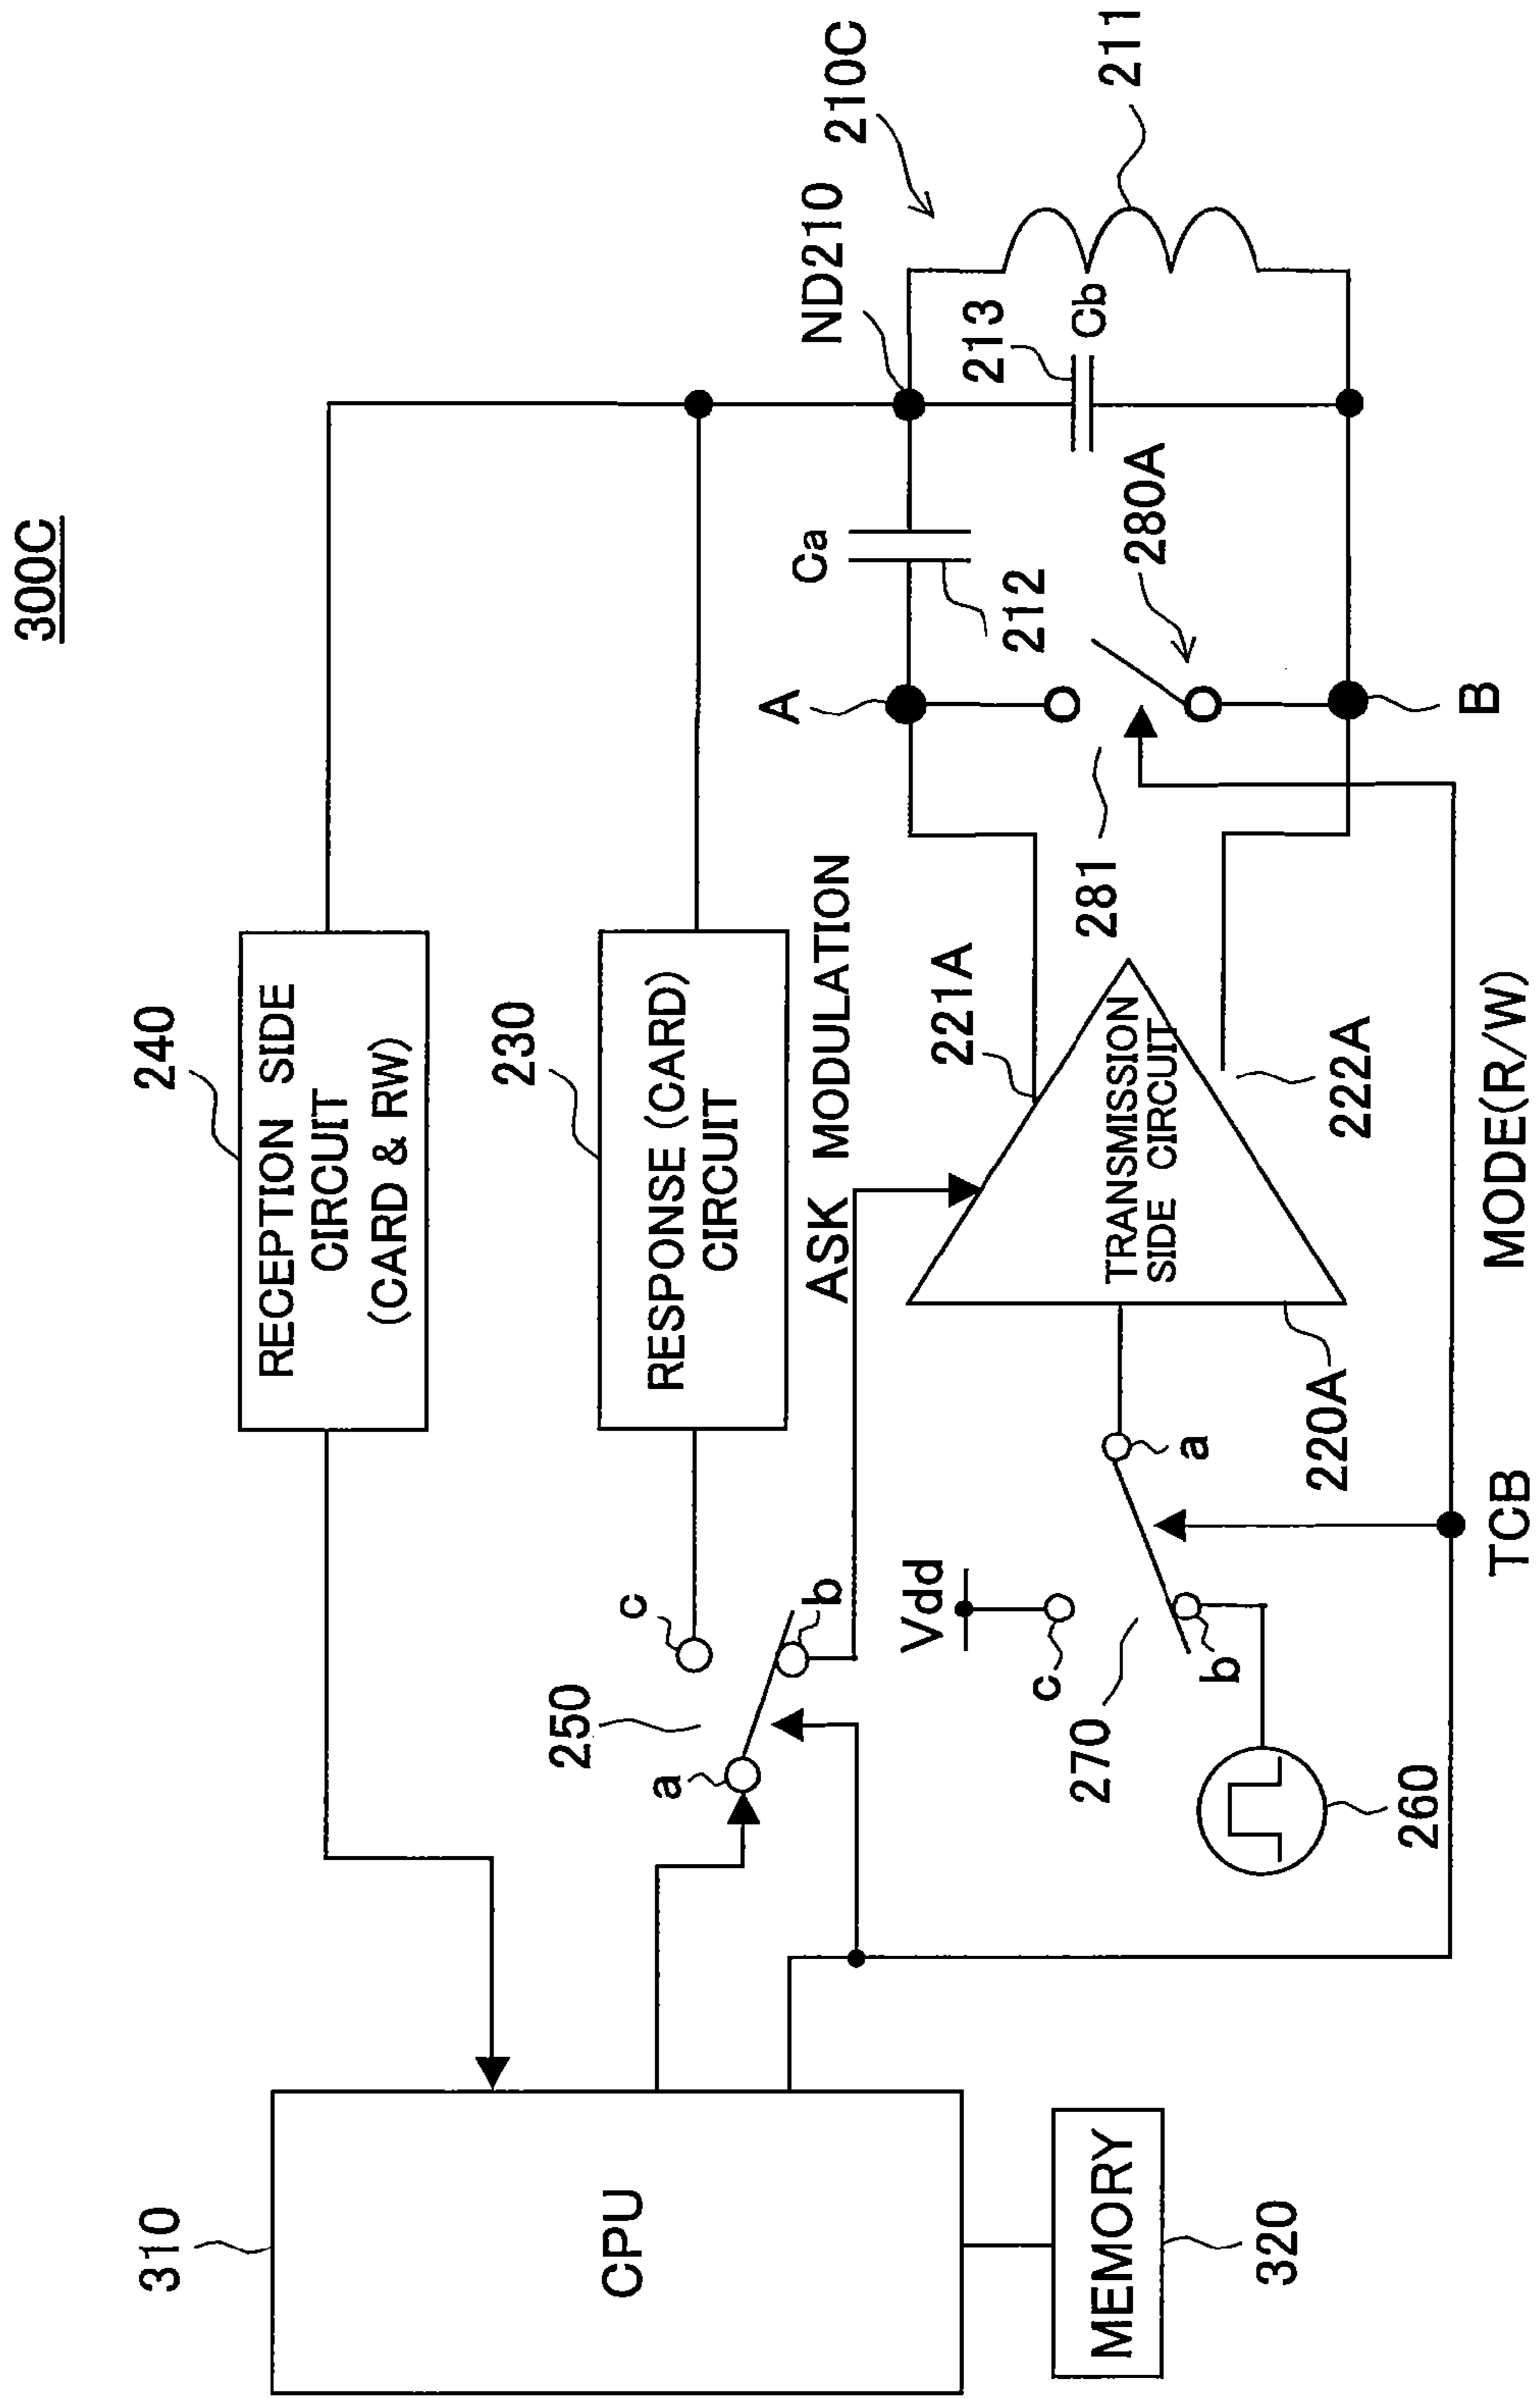 300C
240
RECEPTION SIDE
CIRCUIT
(CARD & RW)
230
RESPONSE (CARD)
CIRCUIT
310
CPU
MEMORY
320
250
a
b
c
ASK MODULATION
Vdd
c
a
b
270
260
220A
TRANSMISSION
SIDE CIRCUIT
221A
222A
TCB
MODE(R/W)
A
B
281
280A
Ca
212
ND210
213
Cb
210C
211